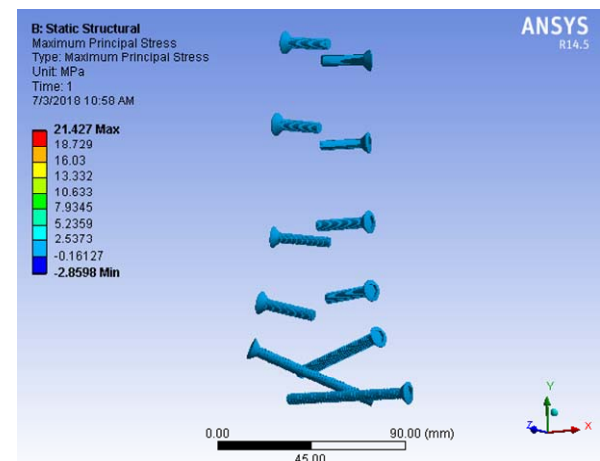 B: Static Structural
Maximum Principal Stress
Type: Maximum Principal Stress
Unit: MPa
Time: 1
7/3/2018 10:58 AM
21.427 Max
18.729
16.03
13.332
10.633
7.9345
5.2359
2.5373
-0.16127
-2.8598 Min
ANSYS
R14.5
0.00
90.00 (mm)
45.00
Y
Z
X